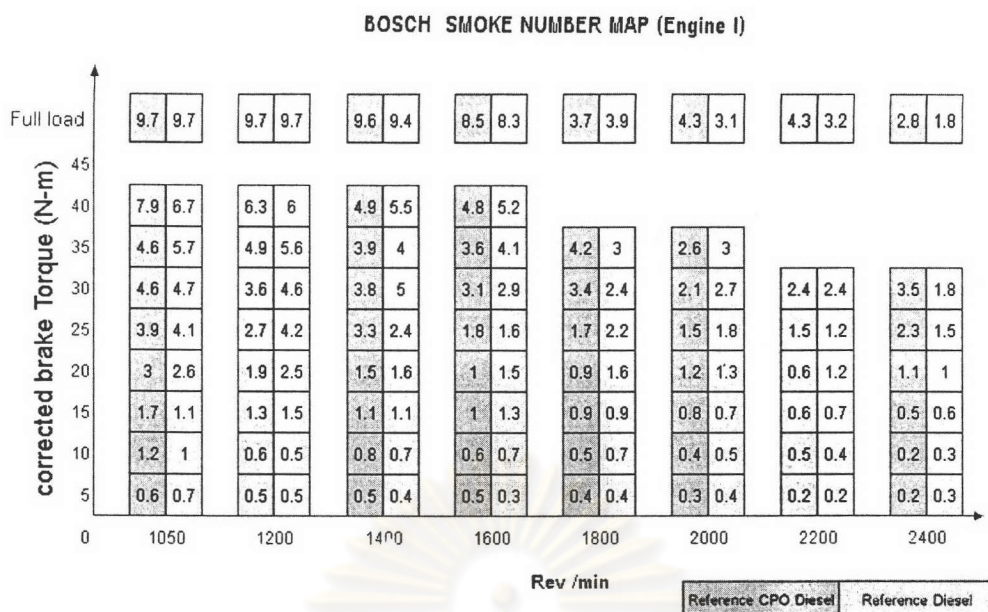 BOSCH SMOKE NUMBER MAP (Engine I)
Full load 9.7 9.7 9.7 9.7 9.6 9.4 8.5 8.3 3.7 3.9 4.3 3.1 4.3 3.2 2.8 1.8
45
40 7.9 6.7 6.3 6 4.9 5.5 4.8 5.2
35 4.6 5.7 4.9 5.6 3.9 4 3.6 4.1 4.2 3 2.6 3
30 4.6 4.7 3.6 4.6 3.8 5 3.1 2.9 3.4 2.4 2.1 2.7 2.4 2.4 3.5 1.8
25 3.9 4.1 2.7 4.2 3.3 2.4 1.8 1.6 1.7 2.2 1.5 1.8 1.5 1.2 2.3 1.5
20 3 2.6 1.9 2.5 1.5 1.6 1 1.5 0.9 1.6 1.2 1.3 0.6 1.2 1.1 1
15 1.7 1.1 1.3 1.5 1.1 1.1 1 1.3 0.9 0.9 0.8 0.7 0.6 0.7 0.5 0.6
10 1.2 1 0.6 0.5 0.8 0.7 0.6 0.7 0.5 0.7 0.4 0.5 0.5 0.4 0.2 0.3
5 0.6 0.7 0.5 0.5 0.5 0.4 0.5 0.3 0.4 0.4 0.3 0.4 0.2 0.2 0.2 0.3
corrected brake Torque (N-m)
0 1050 1200 1400 1600 1800 2000 2200 2400
Rev /min
Reference CPO Diesel Reference Diesel